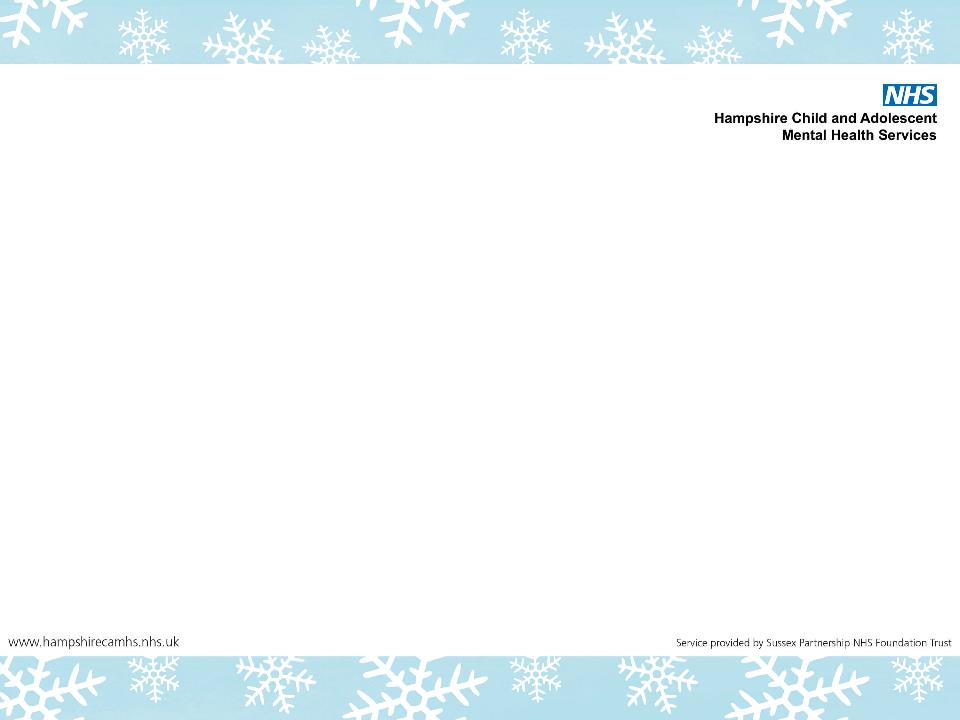 NHS
Hampshire Child and Adolescent
Mental Health Services
www.hampshirecamhs.nhs.uk
Service provided by Sussex Partnership NHS Foundation Trust